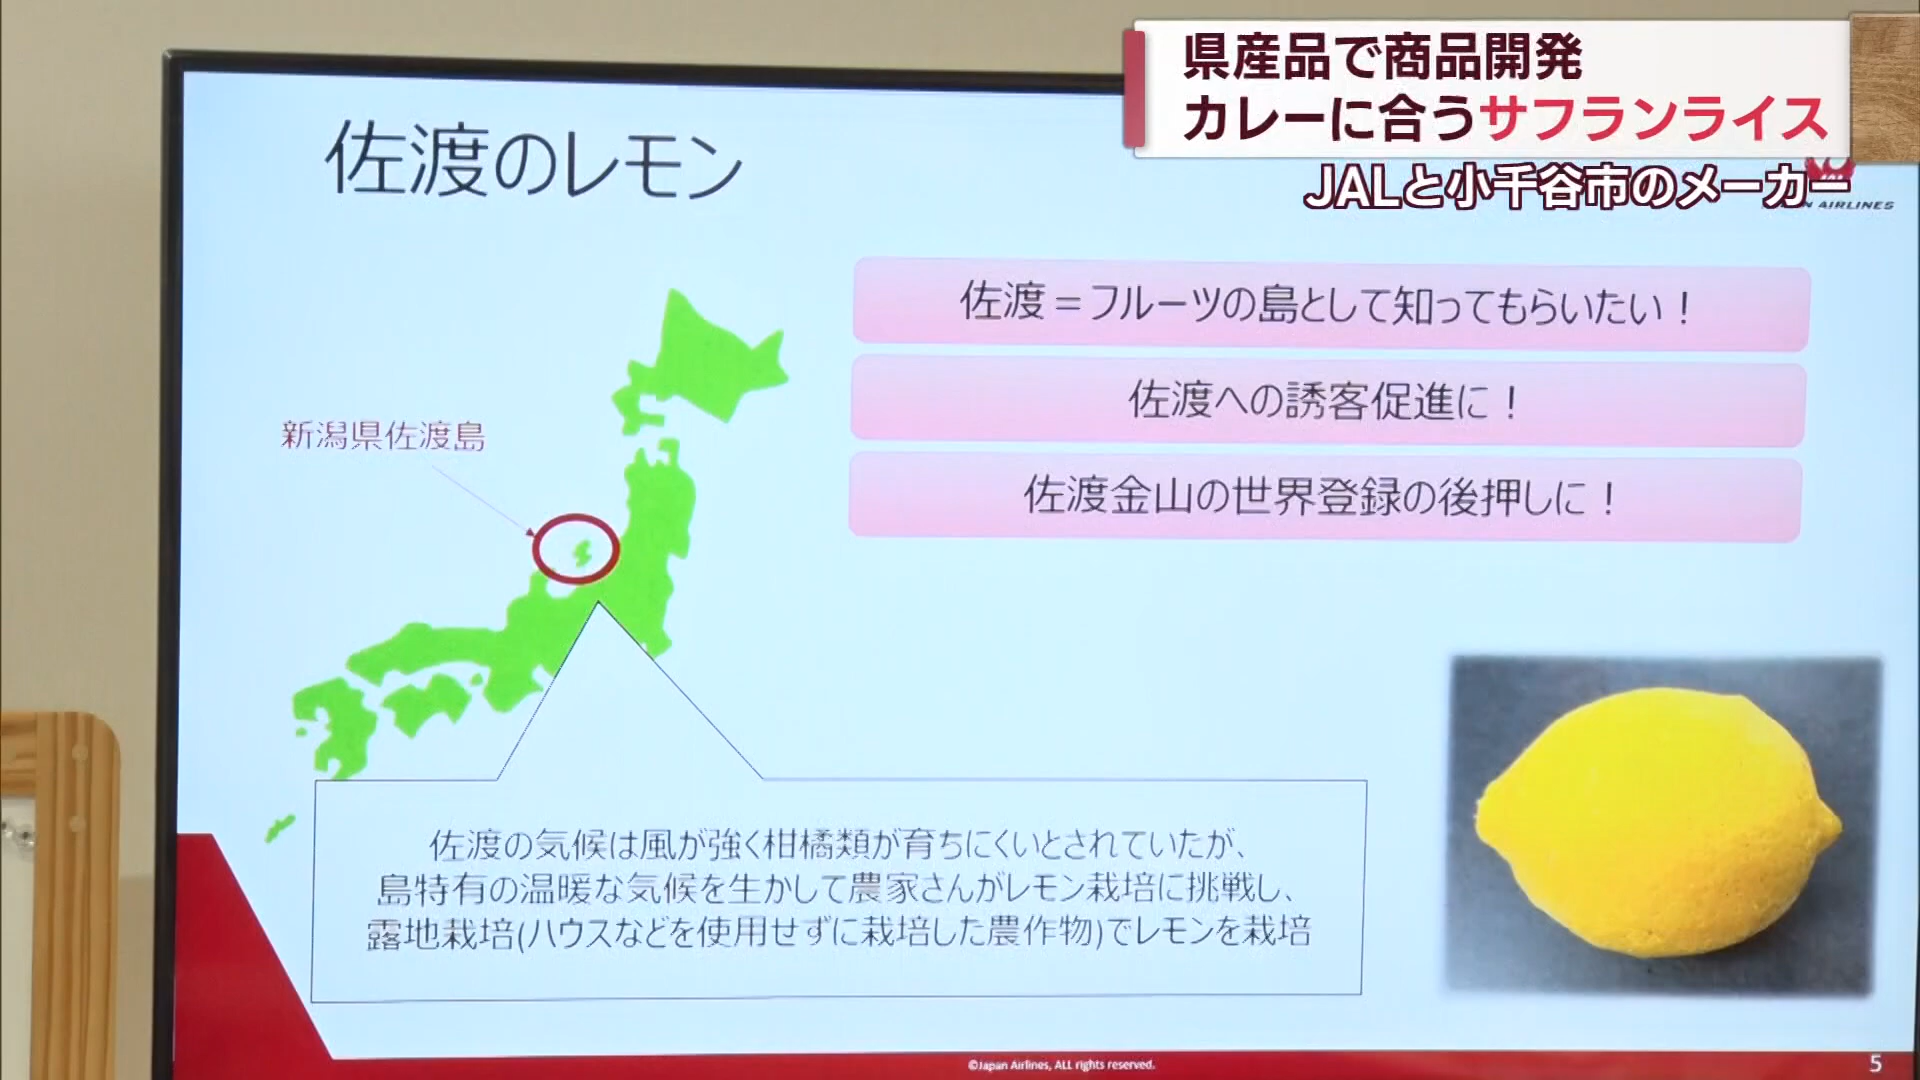 県産品で商品開発
カレーに合うサフランライス
JALと小千谷市のメーカー
AIRLINES
佐渡のレモン
佐渡＝フルーツの島として知ってもらいたい！
佐渡への誘客促進に！
佐渡金山の世界登録の後押しに！
新潟県佐渡島
佐渡の気候は風が強く柑橘類が育ちにくいとされていたが、
島特有の温暖な気候を生かして農家さんがレモン栽培に挑戦し、
露地栽培(ハウスなどを使用せずに栽培した農作物)でレモンを栽培
©Japan Airlines, ALL rights reserved.
5